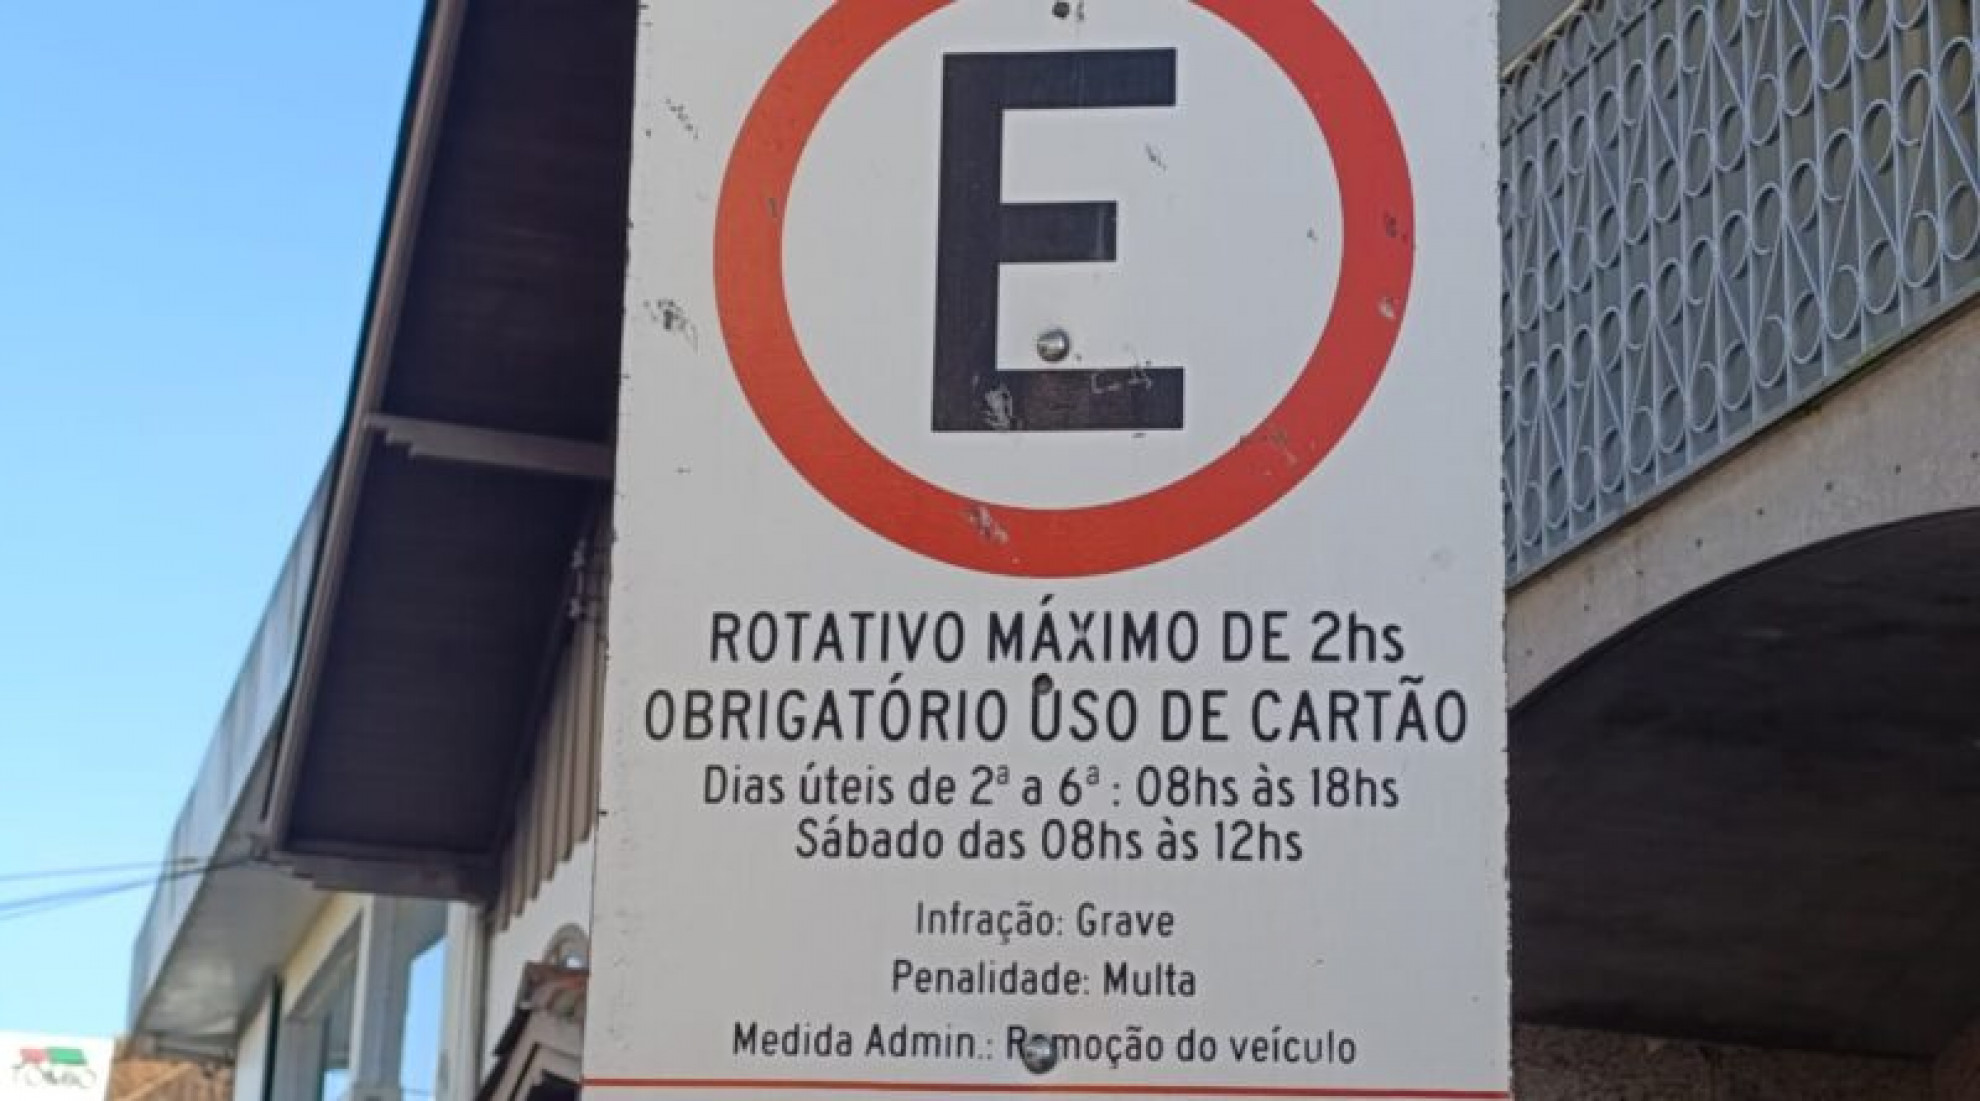 E
ROTATIVO MÁXIMO DE 2hs
OBRIGATÓRIO USO DE CARTÃO
Dias úteis de 2ª a 6ª : 08hs às 18hs
Sábado das 08hs às 12hs
Infração: Grave
Penalidade: Multa
Medida Admin.: Remoção do veículo